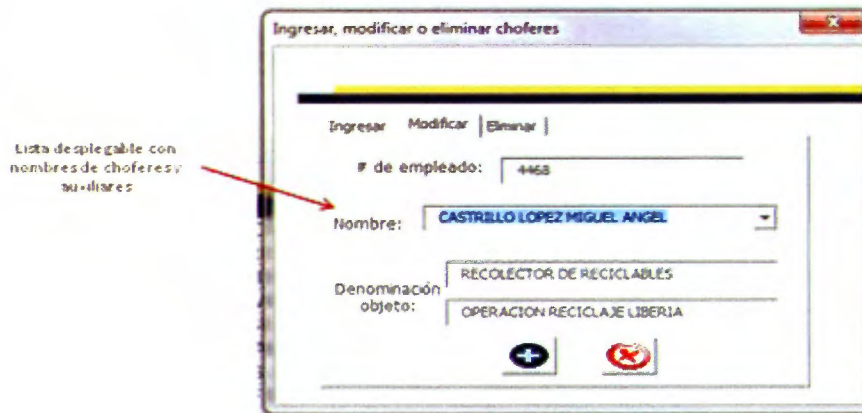 Ingresar, modificar o eliminar choferes
Ingresar Modificar Eliminar
Lista desplegable con
nombres de choferes y
auxiliares
# de empleado: 4468
Nombre: CASTRILLO LOPEZ MIGUEL ANGEL
Denominación
objeto:
RECOLECTOR DE RECICLABLES
OPERACION RECICLAJE LIBERIA